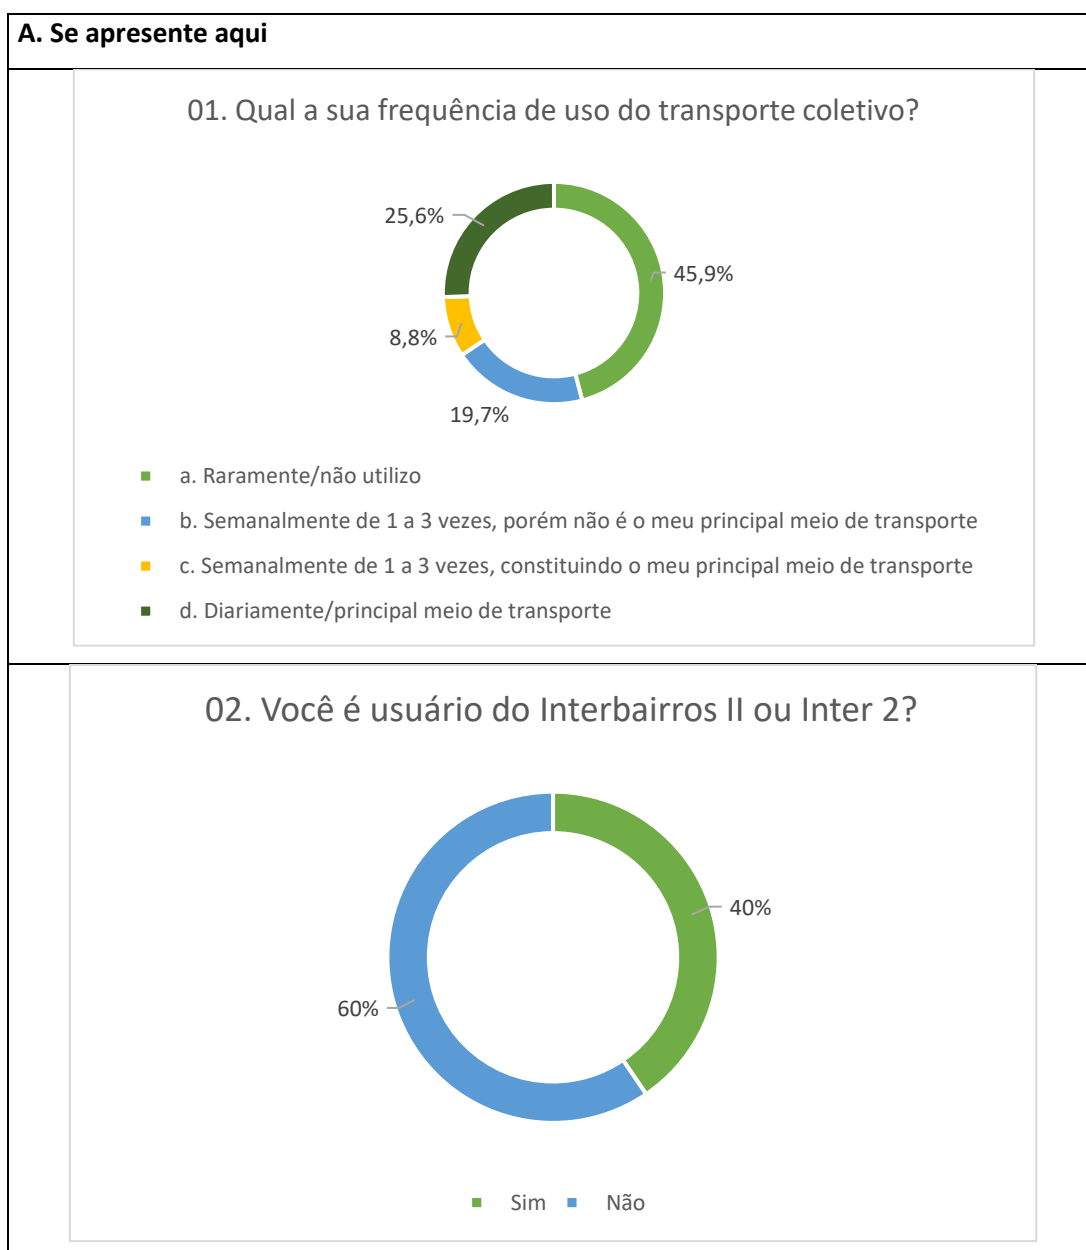 A. Se apresente aqui
01. Qual a sua frequência de uso do transporte coletivo?
25,6%
45,9%
8,8%
19,7%
a. Raramente/não utilizo
b. Semanalmente de 1 a 3 vezes, porém não é o meu principal meio de transporte
c. Semanalmente de 1 a 3 vezes, constituindo o meu principal meio de transporte
d. Diariamente/principal meio de transporte
02. Você é usuário do Interbairros II ou Inter 2?
40%
60%
Sim Não